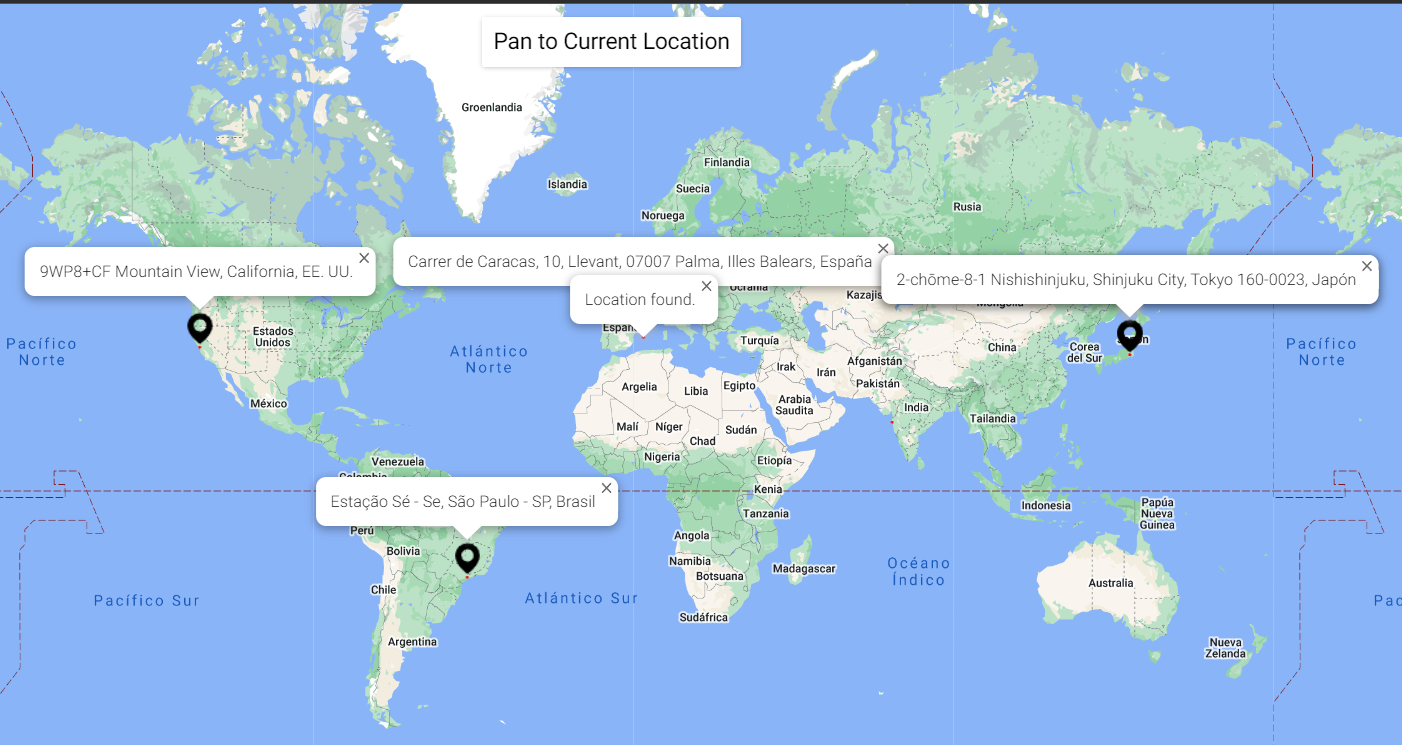 Pan to Current Location
Groenlandia
Finlandia
Islandia
Suecia
Rusia
Noruega
9WP8+CF Mountain View, California, EE. UU.
Carrer de Caracas, 10, Llevant, 07007 Palma, Illes Balears, España
2-chōme-8-1 Nishishinjuku, Shinjuku City, Tokyo 160-0023, Japón
Location found.
Ucrania
Mongolia
Estados
Unidos
Turquía
China
Corea
del Sur
Pacífico
Norte
Atlántico
Norte
Pacífico
Norte
Afganistán
Irak
Irán
Pakistán
Argelia
Libia
Egipto
Arabia
Saudita
México
India
Tailandia
Malí
Níger
Sudán
Chad
Nigeria
Etiopía
Venezuela
Colombia
Kenia
Estação Sé - Se, São Paulo - SP, Brasil
Indonesia
Papúa
Nueva
Guinea
Tanzania
Perú
Angola
Bolivia
Namibia
Botsuana
Madagascar
Océano
Índico
Chile
Australia
Pacífico Sur
Atlántico Sur
Sudáfrica
Argentina
Nueva
Zelanda